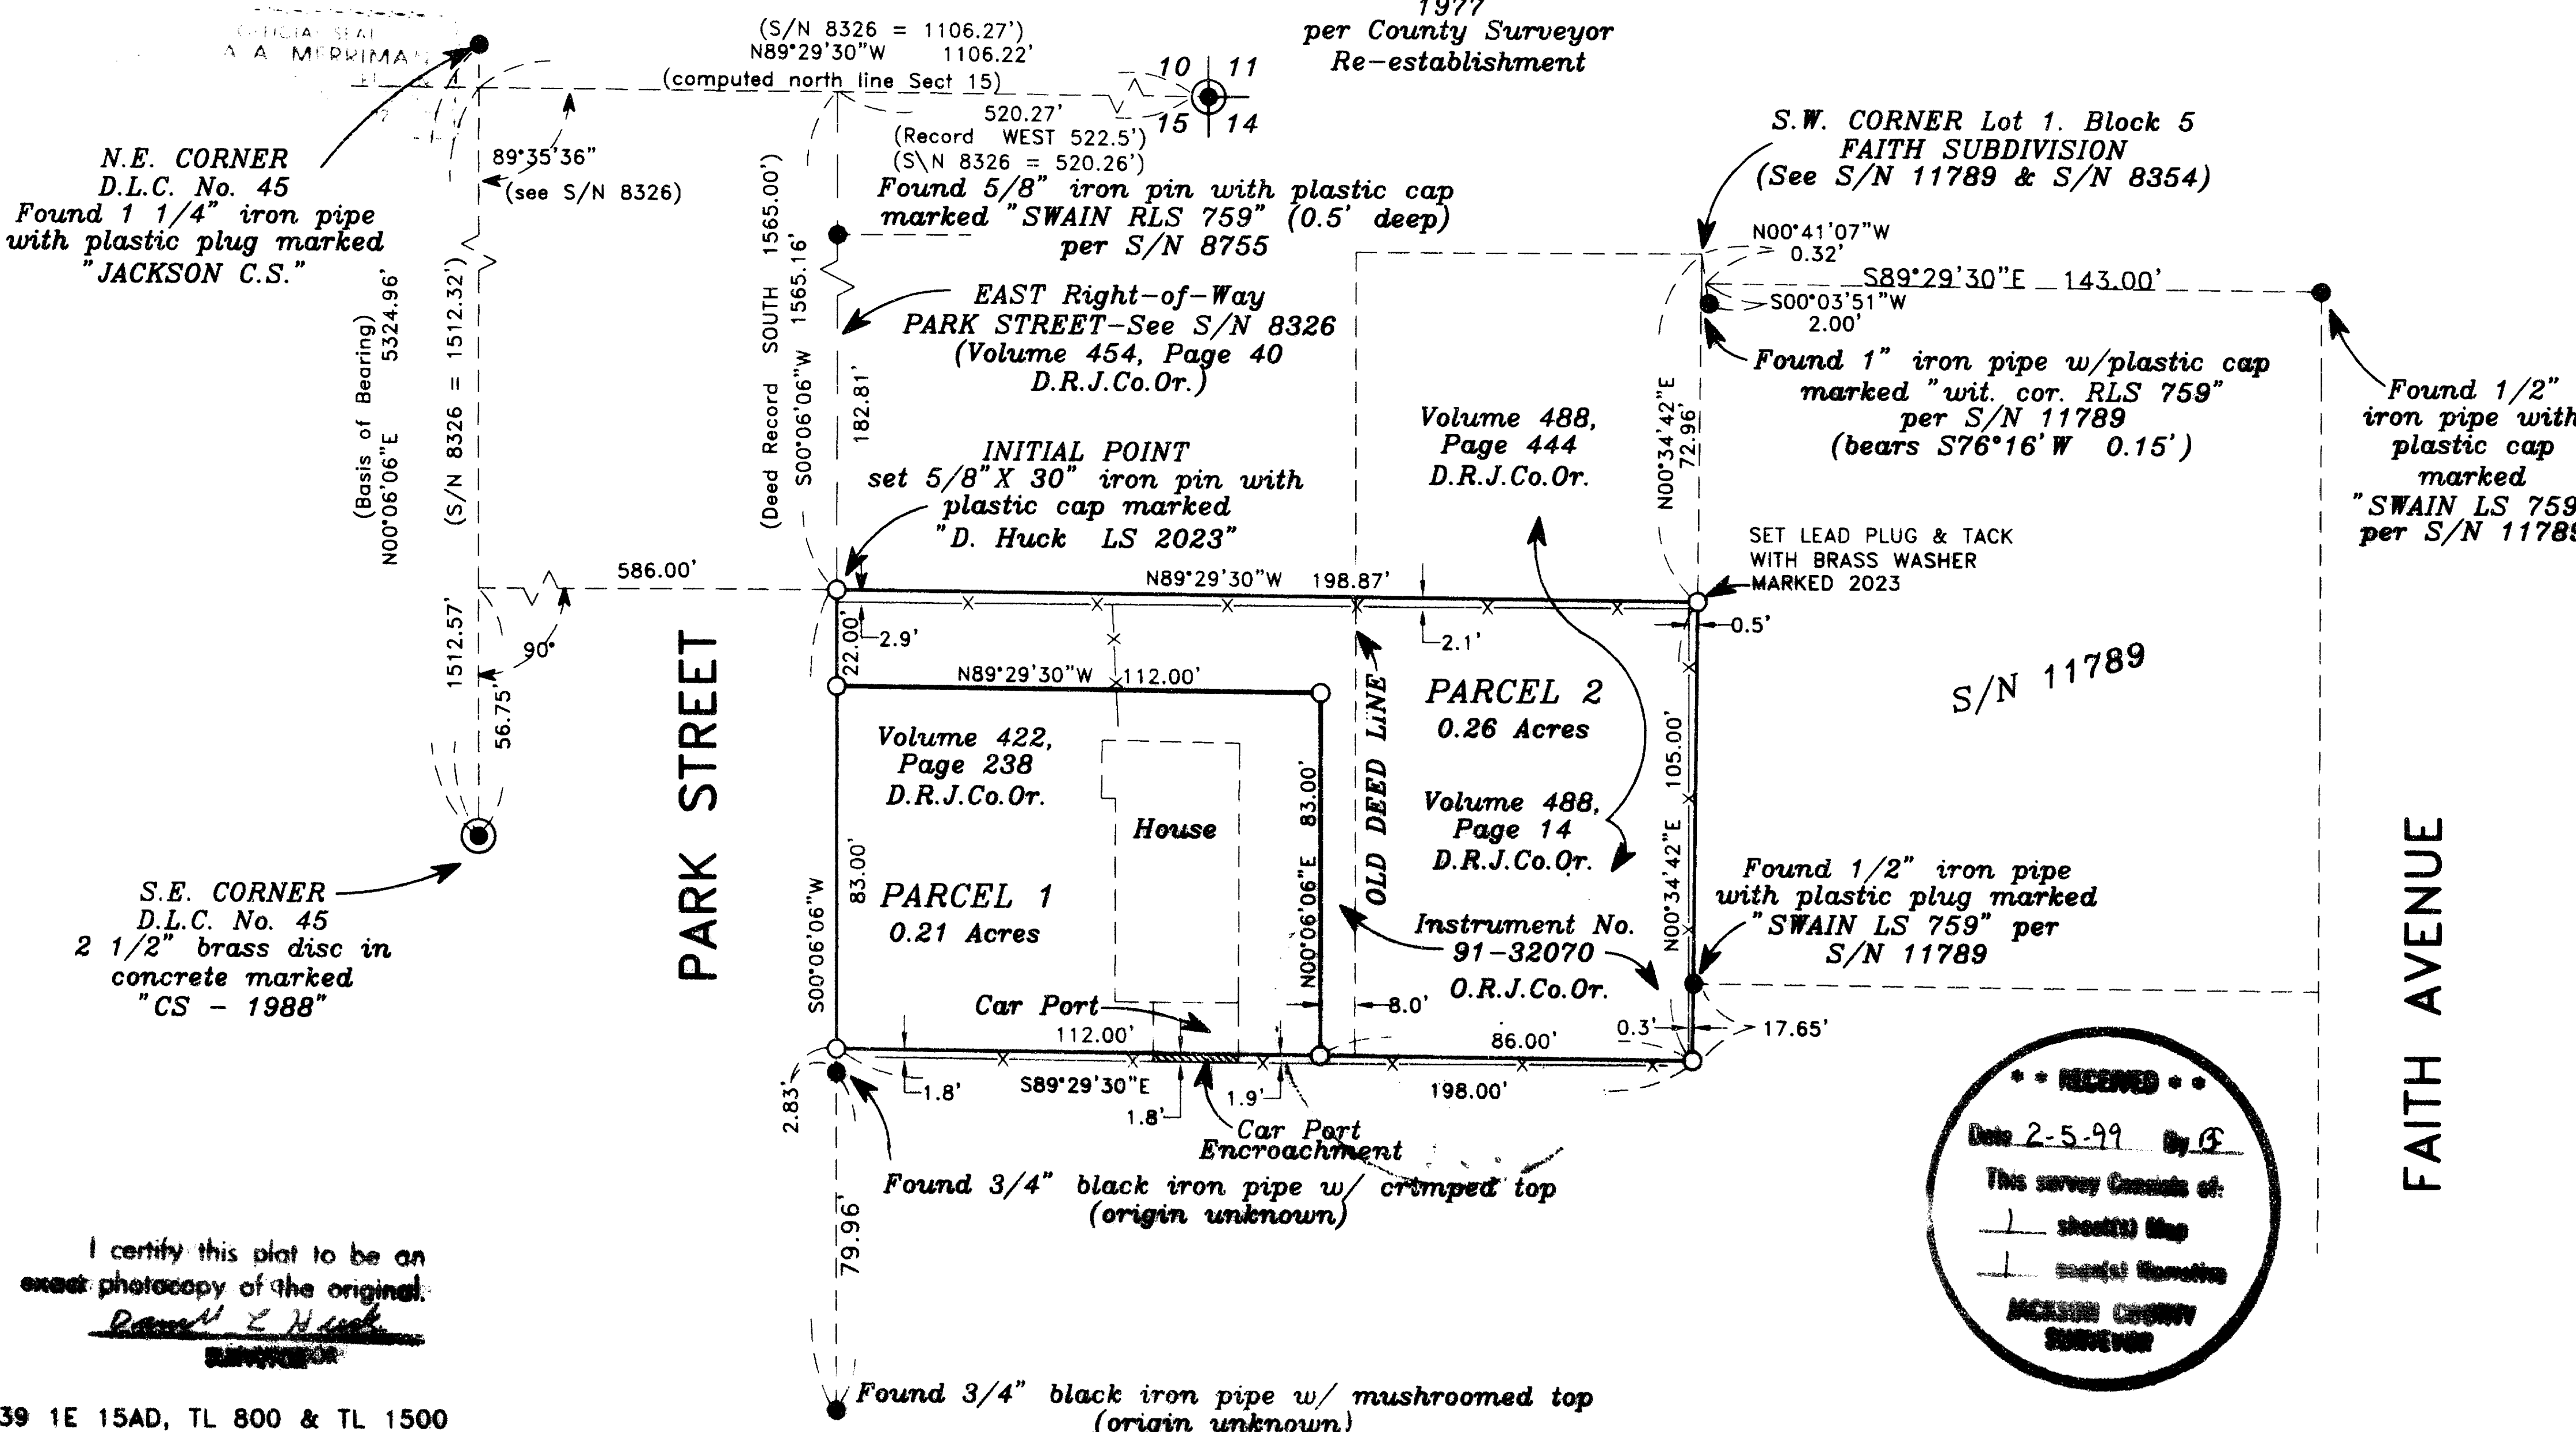 OFFICIAL SEAL
A A MERRIMAN
(S/N 8326 = 1106.27')
N89°29'30"W 1106.22'
(computed north line Sect 15)
1977
per County Surveyor
Re-establishment
10 11
15 14
520.27'
(Record WEST 522.5')
(S\N 8326 = 520.26')
N.E. CORNER
D.L.C. No. 45
Found 1 1/4" iron pipe
with plastic plug marked
"JACKSON C.S."
89°35'36"
(see S/N 8326)
Found 5/8" iron pin with plastic cap
marked "SWAIN RLS 759" (0.5' deep)
per S/N 8755
S.W. CORNER Lot 1. Block 5
FAITH SUBDIVISION
(See S/N 11789 & S/N 8354)
N00°41'07"W
0.32'
S89°29'30"E 143.00'
S00°03'51"W
2.00'
EAST Right-of-Way
PARK STREET-See S/N 8326
(Volume 454, Page 40
D.R.J.Co.Or.)
Found 1" iron pipe w/plastic cap
marked "wit. cor. RLS 759"
per S/N 11789
(bears S76°16'W 0.15')
Found 1/2"
iron pipe with
plastic cap
marked
"SWAIN LS 759
per S/N 11789
(Basis of Bearing)
N00°06'06"E 5324.96'
(S/N 8326 = 1512.32')
1512.57'
56.75'
(Deed Record SOUTH 1565.00')
S00°06'06"W 1565.16'
182.81'
INITIAL POINT
set 5/8"X 30" iron pin with
plastic cap marked
"D. Huck LS 2023"
Volume 488,
Page 444
D.R.J.Co.Or.
N00°34'42"E
72.96'
SET LEAD PLUG & TACK
WITH BRASS WASHER
MARKED 2023
586.00'
90°
N89°29'30"W 198.87'
22.00'
2.9'
2.1'
0.5'
N89°29'30"W 112.00'
PARK STREET
Volume 422,
Page 238
D.R.J.Co.Or.
House
PARCEL 1
0.21 Acres
S00°06'06"W
83.00'
N00°06'06"E 83.00'
OLD DEED LINE
PARCEL 2
0.26 Acres
Volume 488,
Page 14
D.R.J.Co.Or.
N00°34'42"E 105.00'
S/N 11789
Instrument No.
91-32070
O.R.J.Co.Or.
Found 1/2" iron pipe
with plastic plug marked
"SWAIN LS 759" per
S/N 11789
FAITH AVENUE
S.E. CORNER
D.L.C. No. 45
2 1/2" brass disc in
concrete marked
"CS - 1988"
Car Port
8.0'
112.00'
86.00'
0.3'
17.65'
1.8'
S89°29'30"E
1.8'
1.9'
198.00'
2.83'
Car Port
Encroachment
Found 3/4" black iron pipe w/ crimped top
(origin unknown)
79.96'
Found 3/4" black iron pipe w/ mushroomed top
(origin unknown)
* * RECEIVED * *
Date 2-5-99 By
This survey Consists of:
1 sheet(s) Map
1 page(s) Narrative
JACKSON COUNTY
SURVEYOR
I certify this plat to be an
exact photocopy of the original.
Darrell L Huck
SURVEYOR
39 1E 15AD, TL 800 & TL 1500